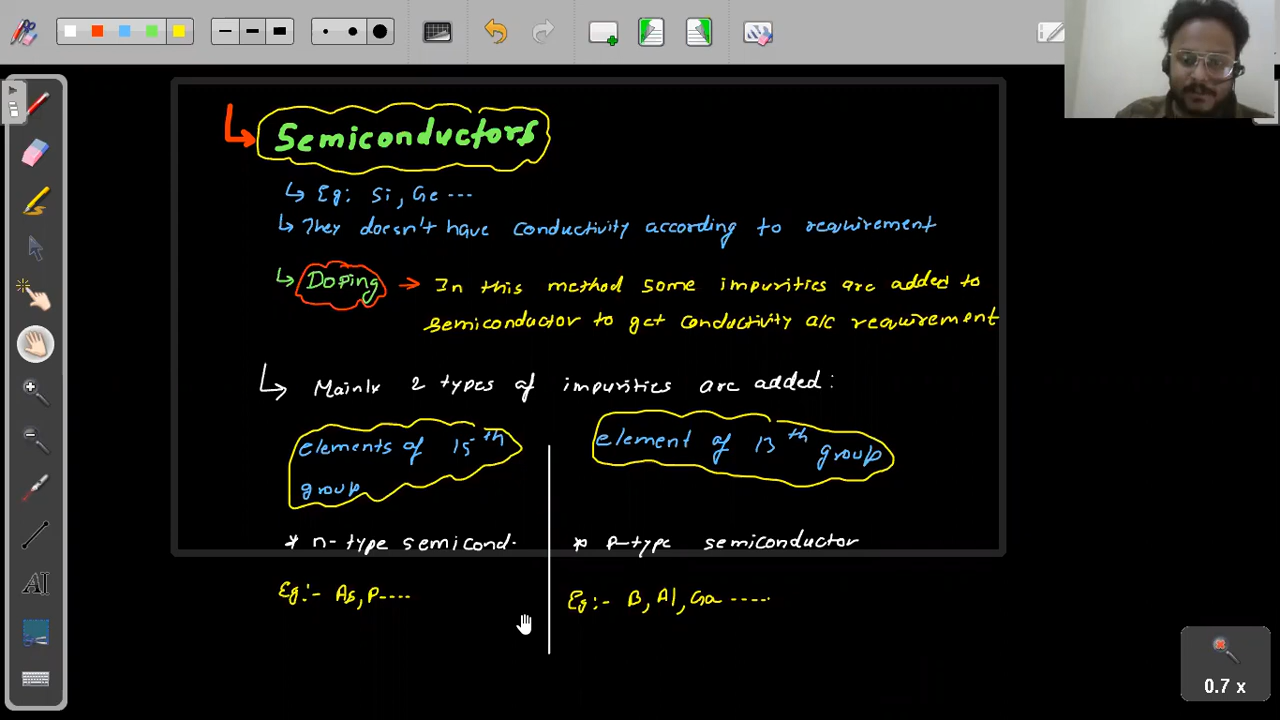 Semiconductors
Eg: Si, Ge ---
They doesn't have conductivity according to requirement
Doping → In this method some impurities are added to
semiconductor to get conductivity a/c requirement
Mainly 2 types of impurities are added:
elements of 15th
group
element of 13th
group
* n-type semicond.
* P-type semiconductor
Eg:- As, P----
Eg:- B, Al, Ga -----
AI
0.7 x